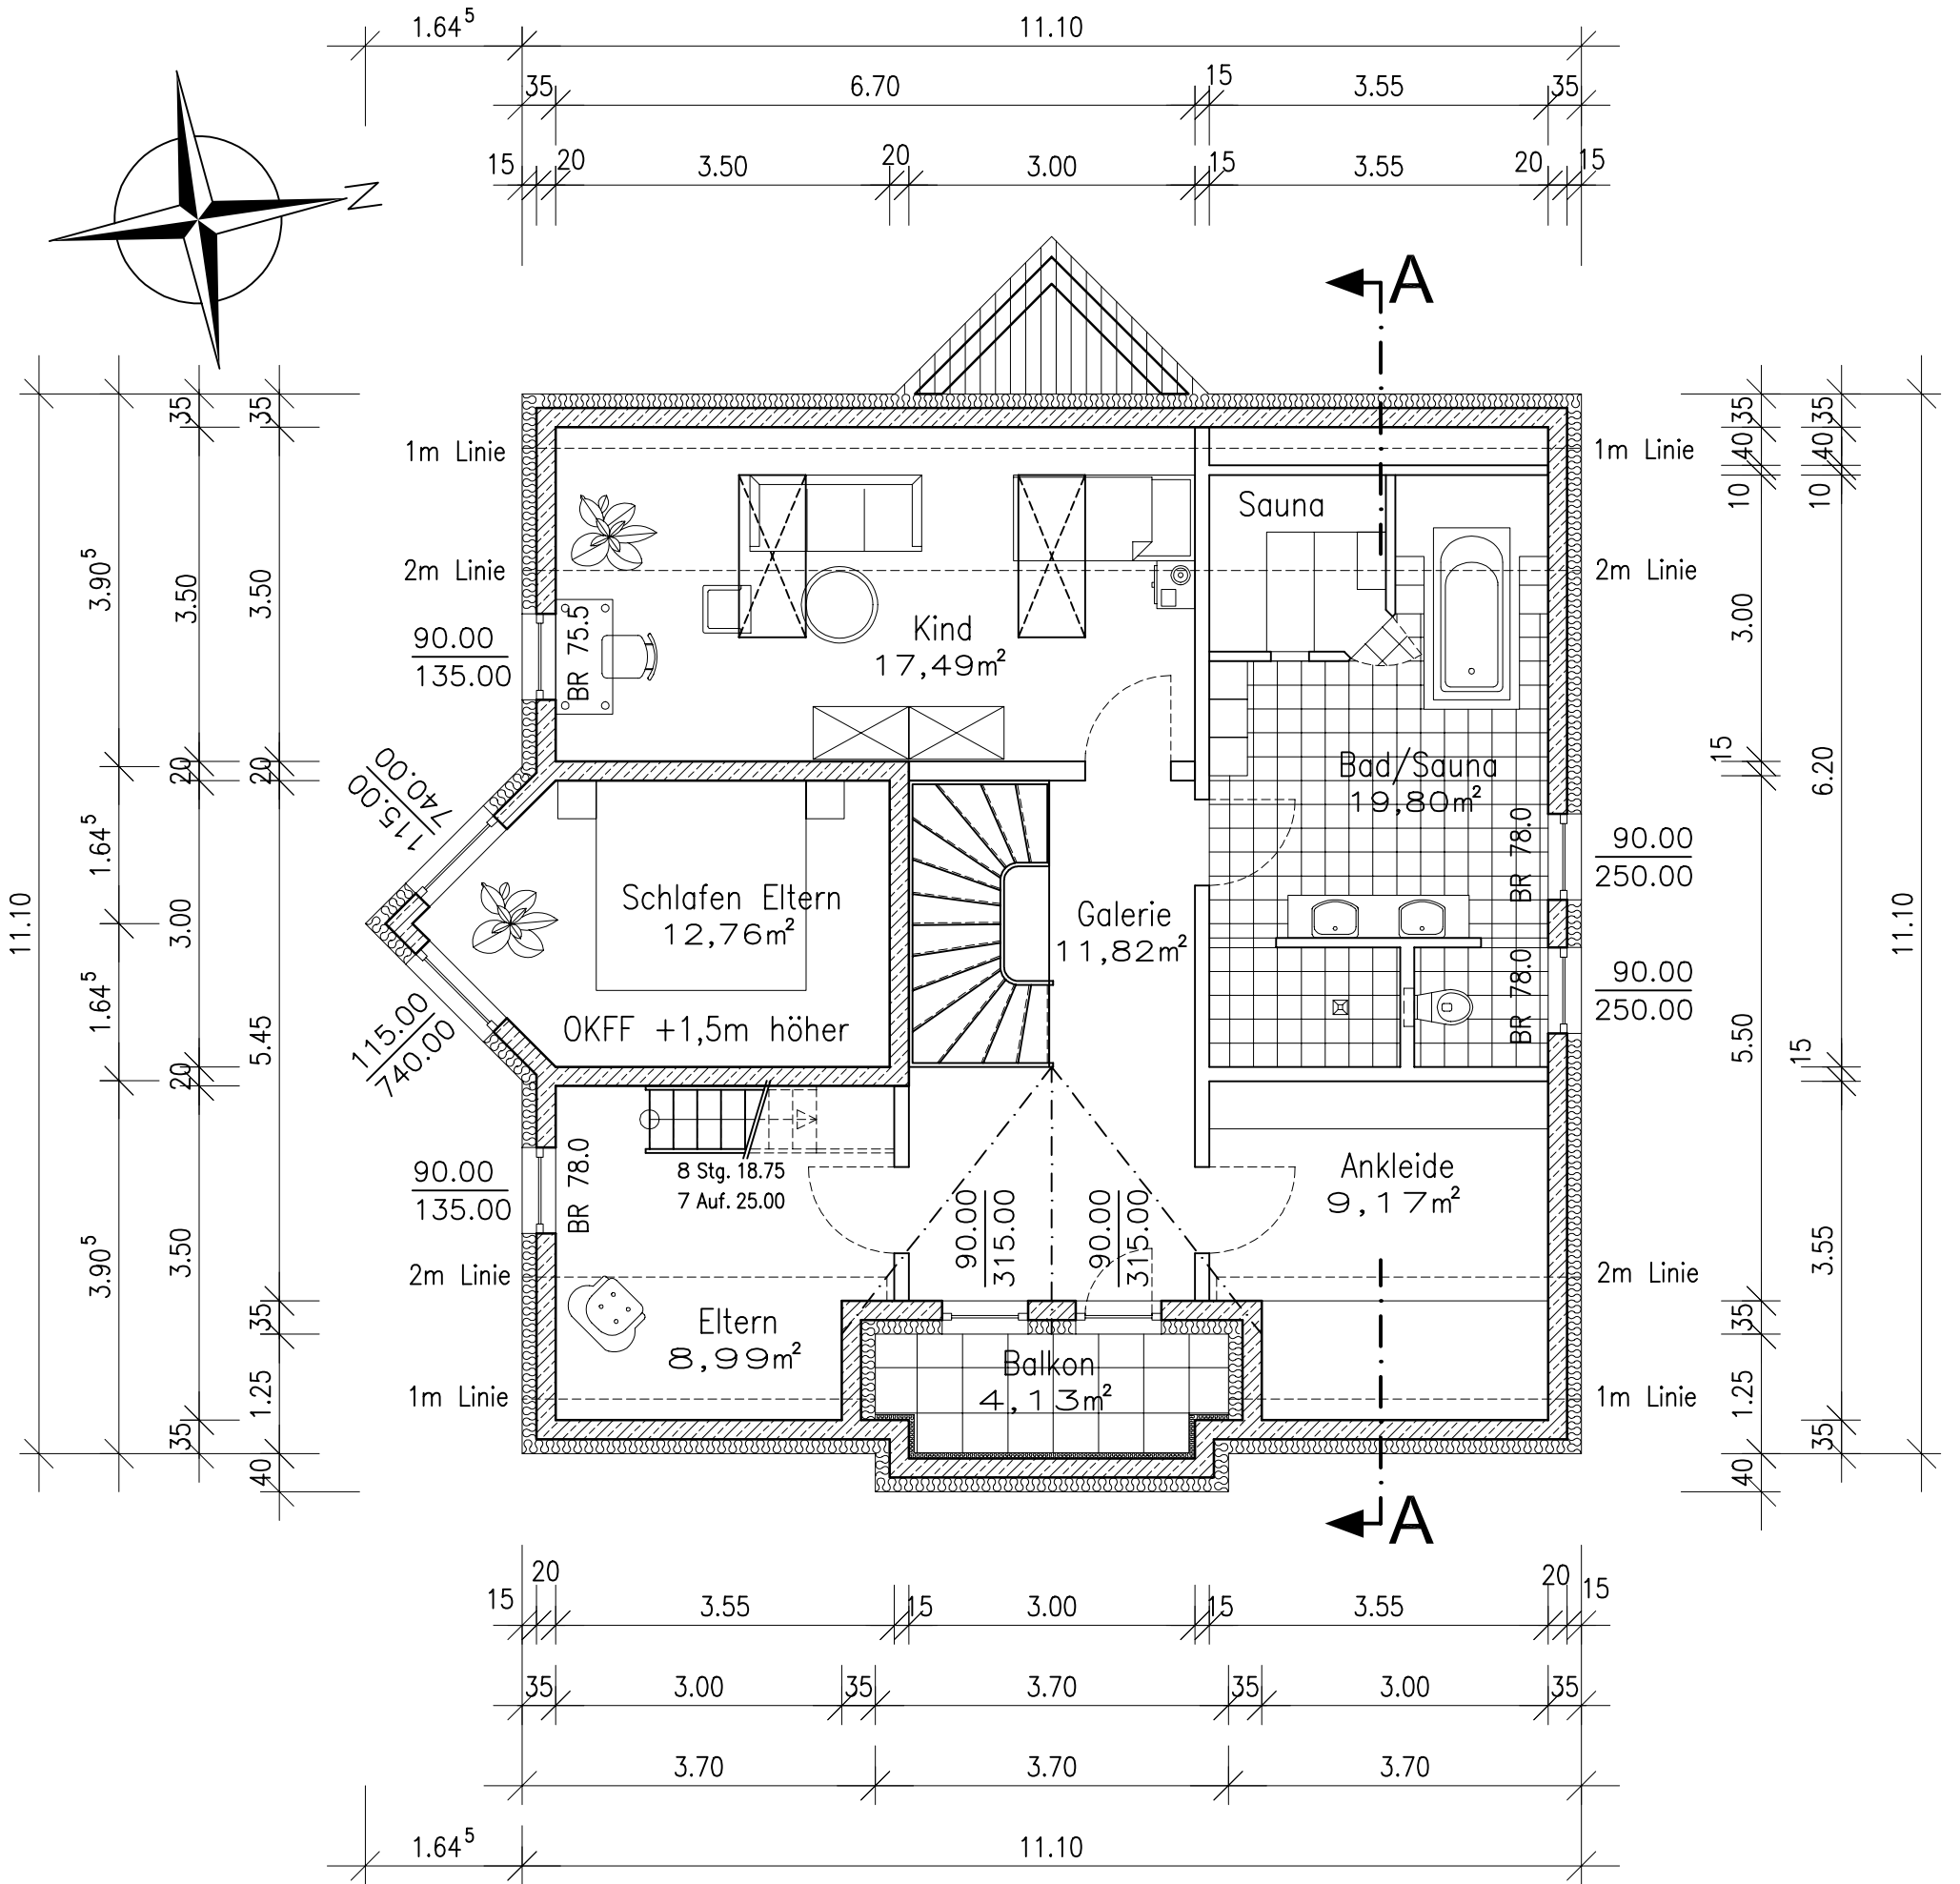 1.64⁵ 11.10
35 6.70 15 3.55 35
15 20 3.50 20 3.00 15 3.55 20 15
N
A
35 35 35 35
1m Linie 1m Linie
40 40
10 10
Sauna
3.90⁵ 3.50 3.50
2m Linie 2m Linie
3.00
90.00
135.00
BR 75.5
Kind
17,49m²
20 20
15
115.00
740.00
Bad/Sauna
19,80m²
6.20
1.64⁵
BR 78.0
90.00
250.00
11.10
3.00
Schlafen Eltern
12,76m²
Galerie
11,82m²
11.10
BR 78.0
90.00
250.00
1.64⁵
115.00
740.00
OKFF +1,5m höher
5.45
5.50
20
15
90.00
135.00
BR 78.0
8 Stg. 18.75
7 Auf. 25.00
90.00
315.00
90.00
315.00
Ankleide
9,17m²
3.90⁵ 3.50
3.55
2m Linie 2m Linie
35 35
Eltern
8,99m²
Balkon
4,13m²
1m Linie 1m Linie
1.25 1.25
35 35
40 40
A
15 20 3.55 15 3.00 15 3.55 20 15
35 3.00 35 3.70 35 3.00 35
3.70 3.70 3.70
1.64⁵ 11.10